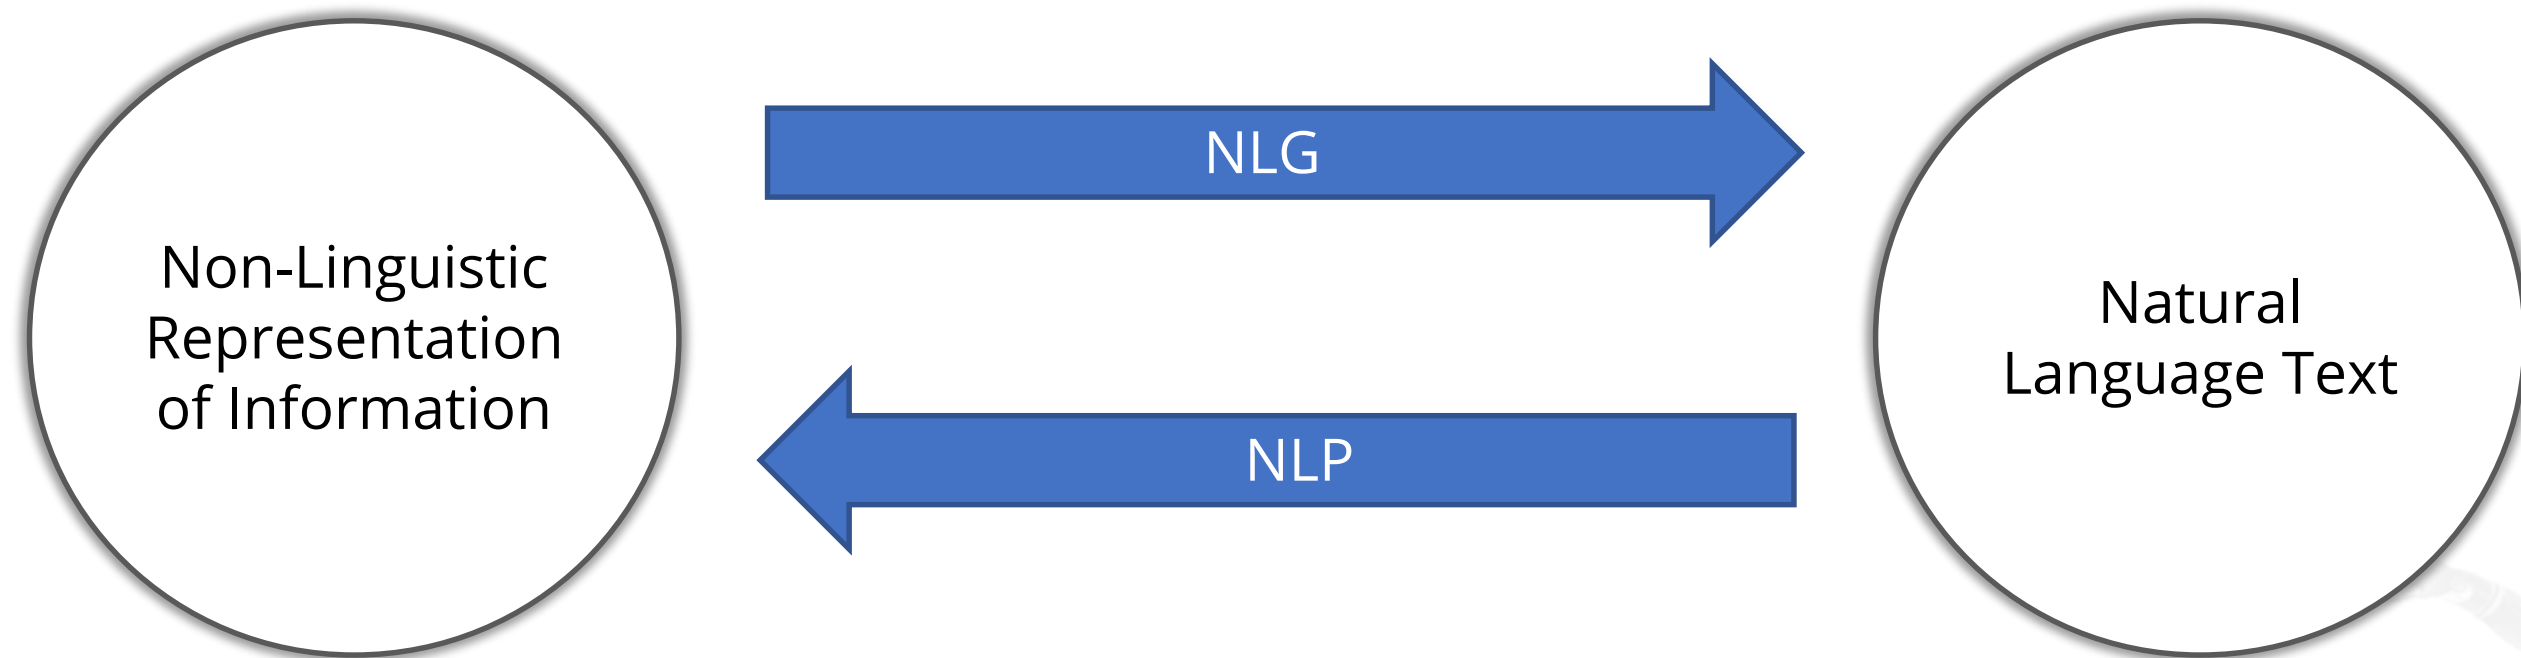 Non-Linguistic
Representation
of Information
NLG
NLP
Natural
Language Text